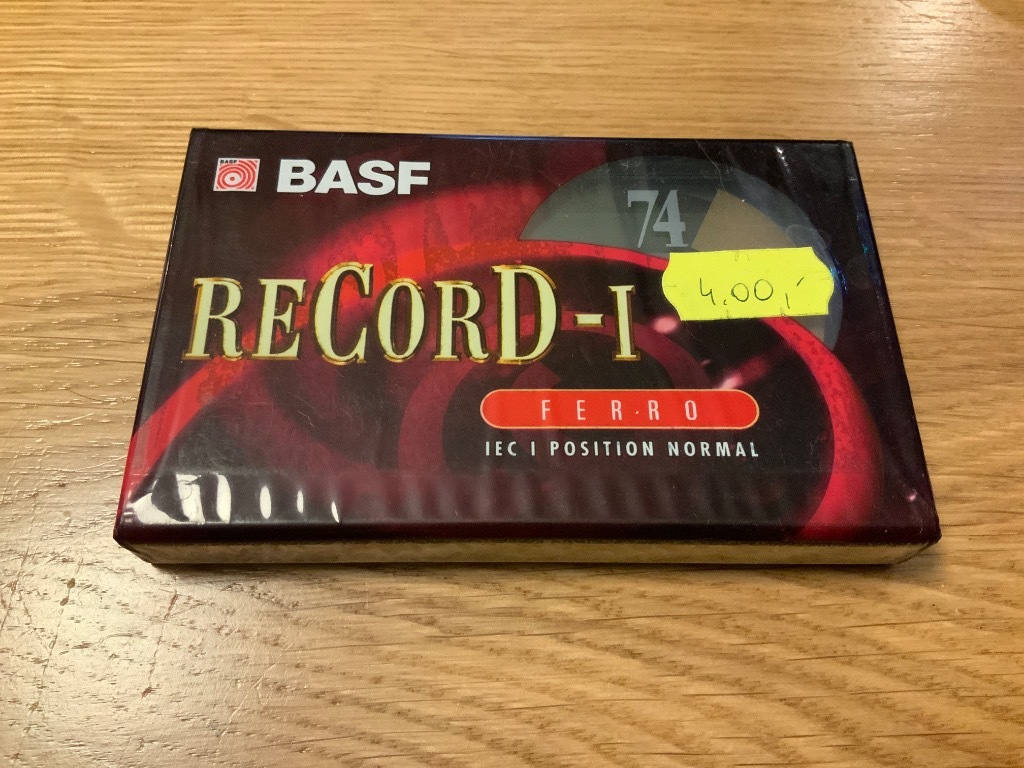 BASF
BASF
74
RECORD-I
4.00,-
FERRO
IEC I POSITION NORMAL